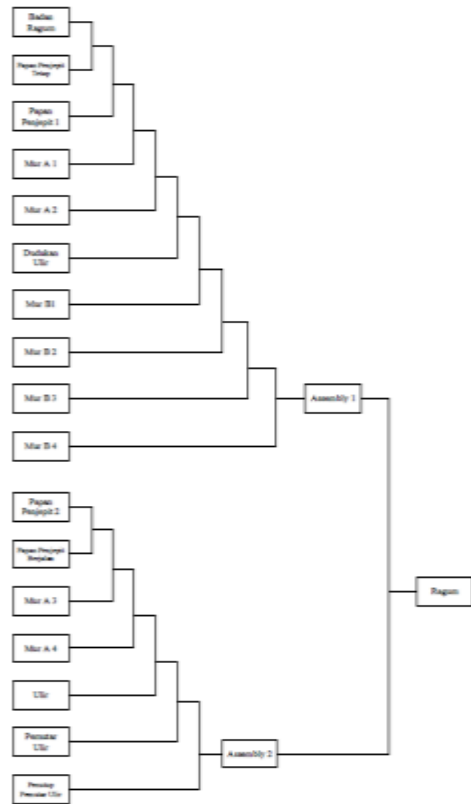 Badan
Ragum
Papan Penjepit
Tetap
Papan
Penjepit 1
Mur A 1
Mur A 2
Dudukan
Ulir
Mur B1
Mur B 2
Mur B 3
Assembly 1
Mur B 4
Papan
Penjepit 2
Papan Penjepit
Berjalan
Ragum
Mur A 3
Mur A 4
Ulir
Pemutar
Ulir
Assembly 2
Penutup
Pemutar Ulir